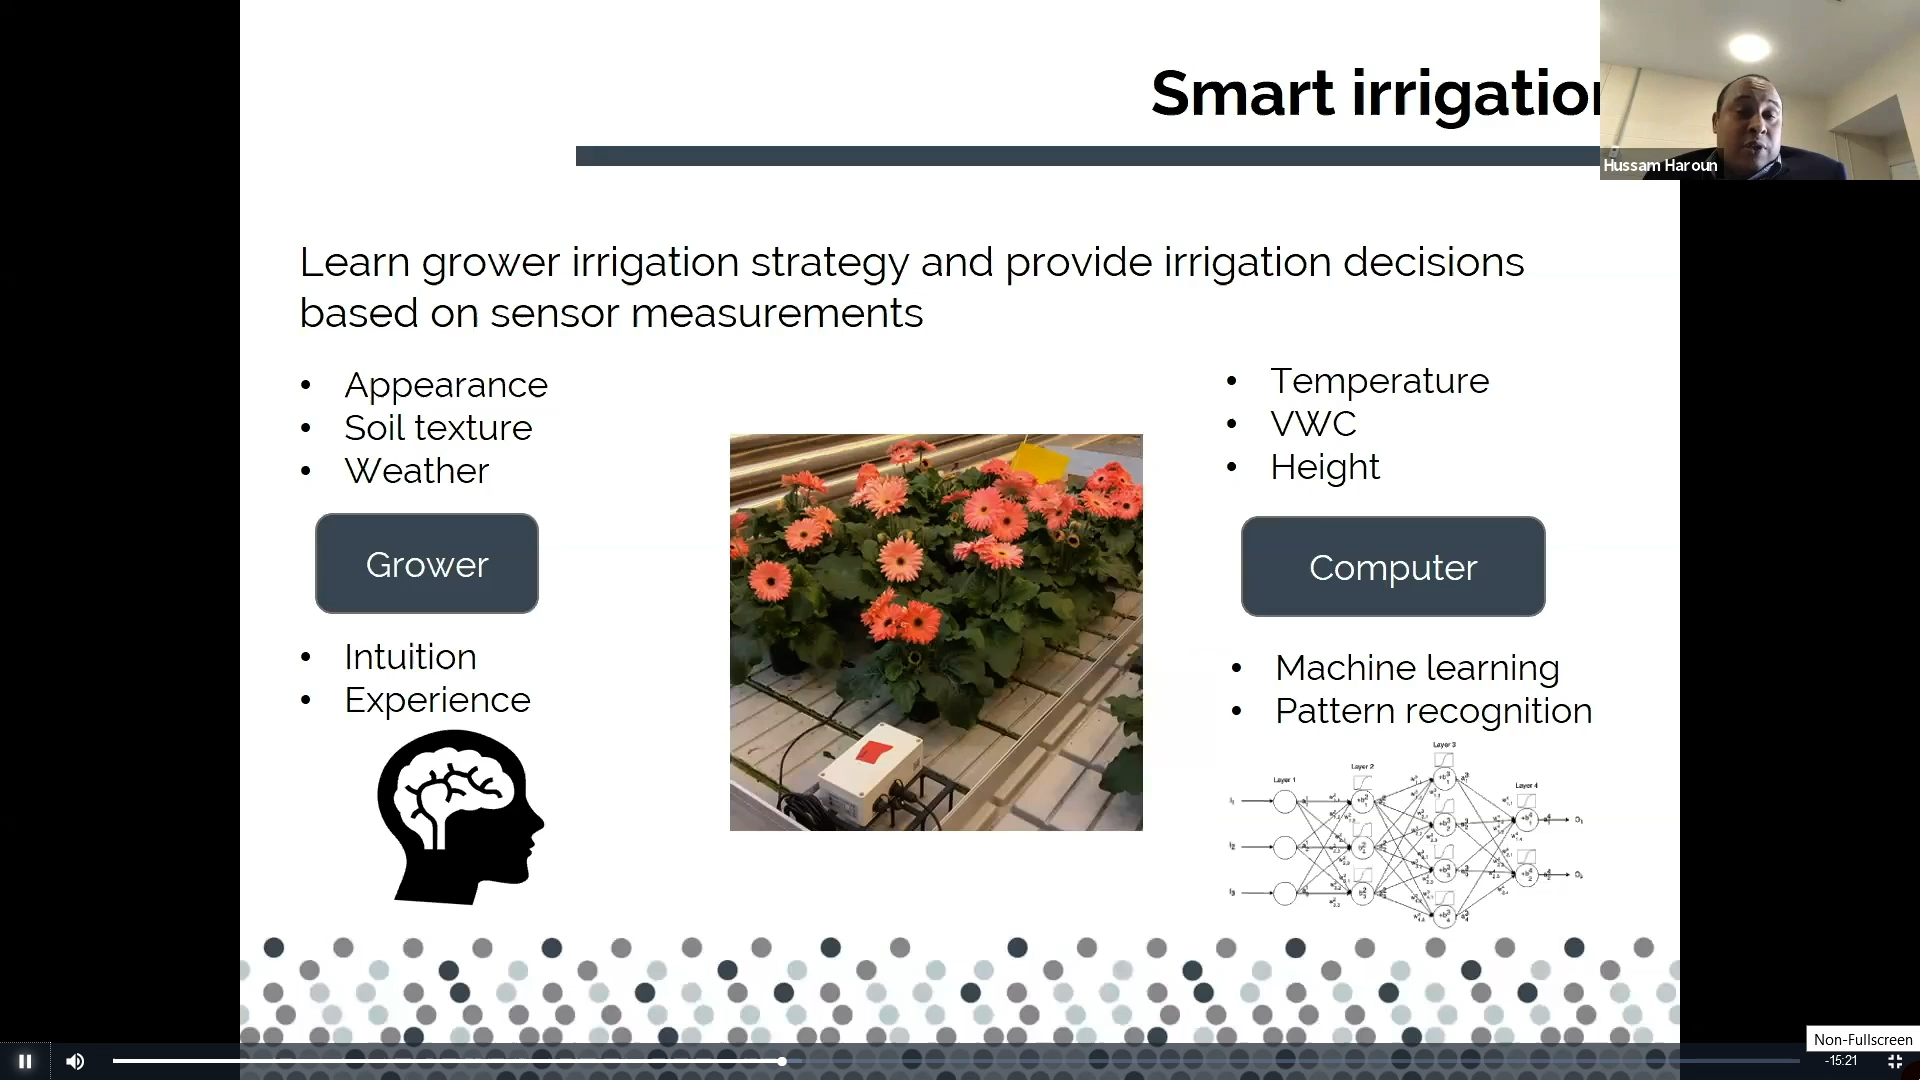 Smart irrigatio
Hussam Haroun
Learn grower irrigation strategy and provide irrigation decisions
based on sensor measurements
• Appearance
• Soil texture
• Weather
Grower
• Intuition
• Experience
• Temperature
• VWC
• Height
Computer
• Machine learning
• Pattern recognition
Layer 1
Layer 2
Layer 3
Layer 4
Non-Fullscreen
-15:21